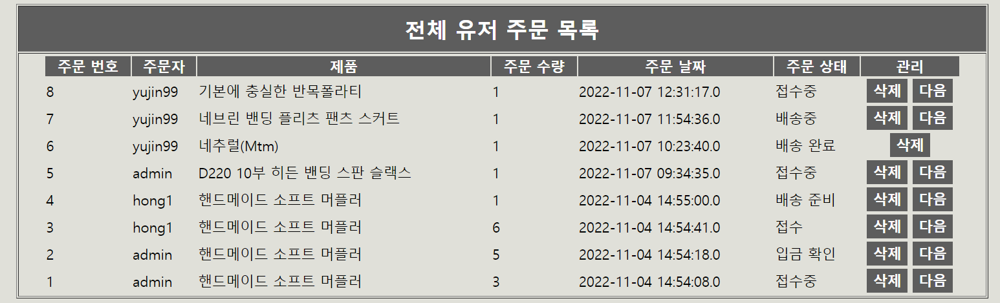 전체 유저 주문 목록
주문 번호 주문자 제품 주문 수량 주문 날짜 주문 상태 관리
8 yujin99 기본에 충실한 반목폴라티 1 2022-11-07 12:31:17.0 접수중 삭제 다음
7 yujin99 네브린 밴딩 플리츠 팬츠 스커트 1 2022-11-07 11:54:36.0 배송중 삭제 다음
6 yujin99 네추럴(Mtm) 1 2022-11-07 10:23:40.0 배송 완료 삭제
5 admin D220 10부 히든 밴딩 스판 슬랙스 1 2022-11-07 09:34:35.0 접수중 삭제 다음
4 hong1 핸드메이드 소프트 머플러 1 2022-11-04 14:55:00.0 배송 준비 삭제 다음
3 hong1 핸드메이드 소프트 머플러 6 2022-11-04 14:54:41.0 접수 삭제 다음
2 admin 핸드메이드 소프트 머플러 5 2022-11-04 14:54:18.0 입금 확인 삭제 다음
1 admin 핸드메이드 소프트 머플러 3 2022-11-04 14:54:08.0 접수중 삭제 다음